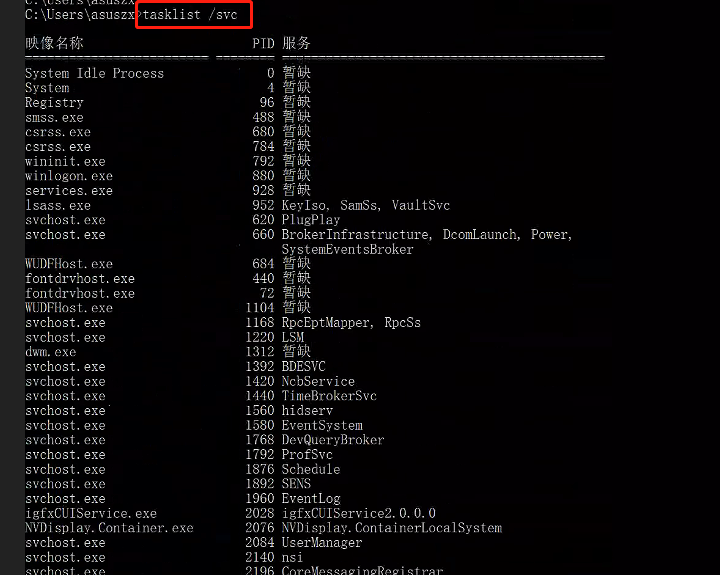 C:\Users\asuszx
C:\Users\asuszx>tasklist /svc
映像名称 PID 服务
========================= ======== ============================================
System Idle Process 0 暂缺
System 4 暂缺
Registry 96 暂缺
smss.exe 488 暂缺
csrss.exe 680 暂缺
csrss.exe 784 暂缺
wininit.exe 792 暂缺
winlogon.exe 880 暂缺
services.exe 928 暂缺
lsass.exe 952 KeyIso, SamSs, VaultSvc
svchost.exe 620 PlugPlay
svchost.exe 660 BrokerInfrastructure, DcomLaunch, Power,
SystemEventsBroker
WUDFHost.exe 684 暂缺
fontdrvhost.exe 440 暂缺
fontdrvhost.exe 72 暂缺
WUDFHost.exe 1104 暂缺
svchost.exe 1168 RpcEptMapper, RpcSs
svchost.exe 1220 LSM
dwm.exe 1312 暂缺
svchost.exe 1392 BDESVC
svchost.exe 1420 NcbService
svchost.exe 1440 TimeBrokerSvc
svchost.exe 1560 hidserv
svchost.exe 1580 EventSystem
svchost.exe 1768 DevQueryBroker
svchost.exe 1792 ProfSvc
svchost.exe 1876 Schedule
svchost.exe 1892 SENS
svchost.exe 1960 EventLog
igfxCUIService.exe 2028 igfxCUIService2.0.0.0
NVDisplay.Container.exe 2076 NVDisplay.ContainerLocalSystem
svchost.exe 2084 UserManager
svchost.exe 2140 nsi
svchost.exe 2196 CoreMessagingRegistrar